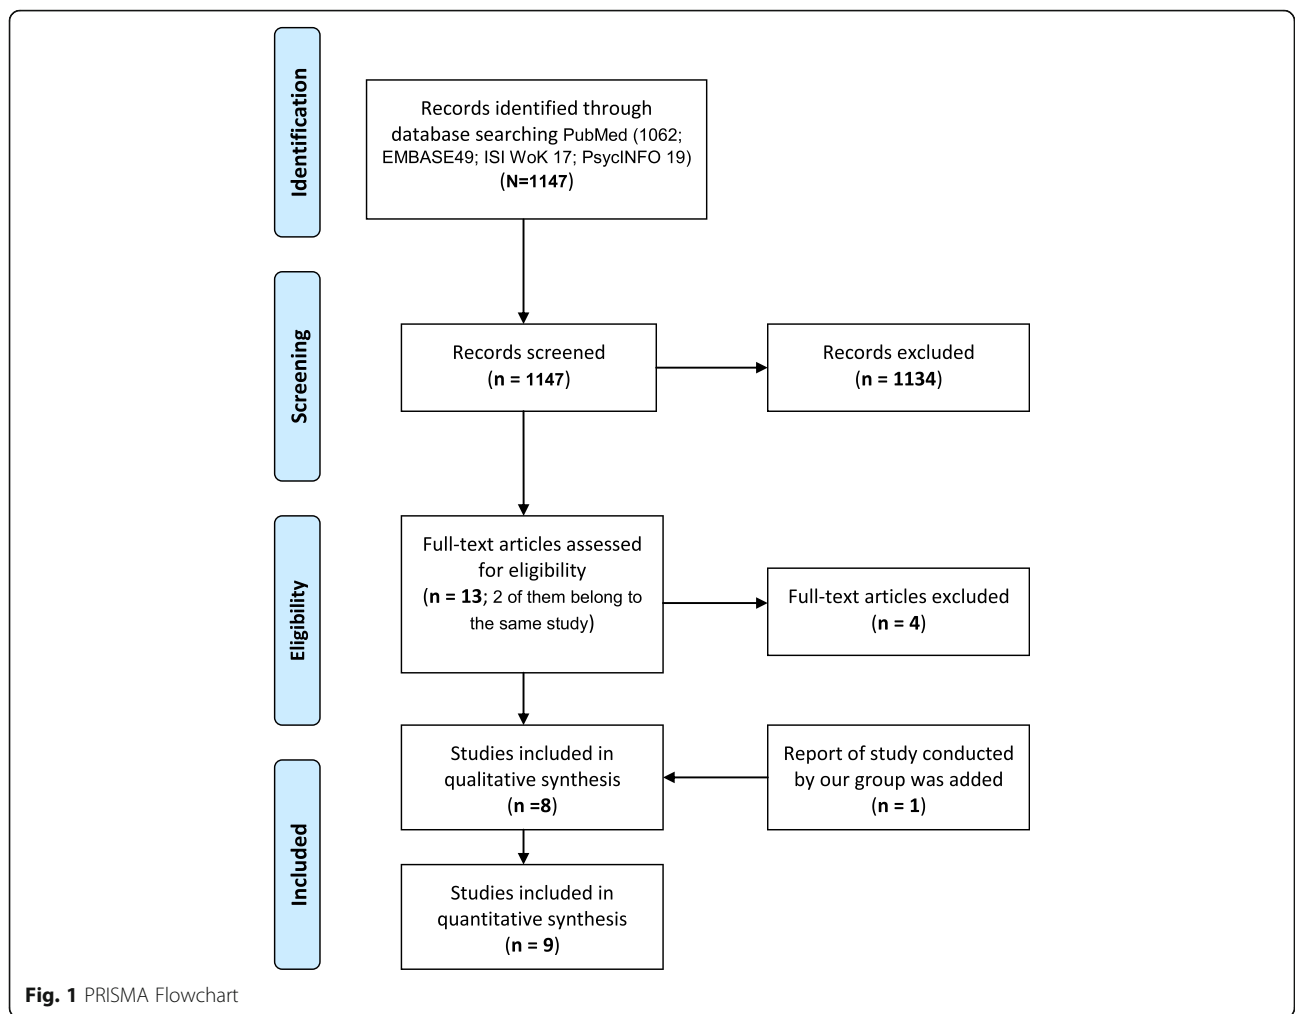 Identification
Records identified through
database searching PubMed (1062;
EMBASE49; ISI WoK 17; PsycINFO 19)
(N=1147)
Screening
Records screened
(n = 1147)
Records excluded
(n = 1134)
Eligibility
Full-text articles assessed
for eligibility
(n = 13; 2 of them belong to
the same study)
Full-text articles excluded
(n = 4)
Included
Studies included in
qualitative synthesis
(n =8)
Report of study conducted
by our group was added
(n = 1)
Studies included in
quantitative synthesis
(n = 9)
Fig. 1 PRISMA Flowchart